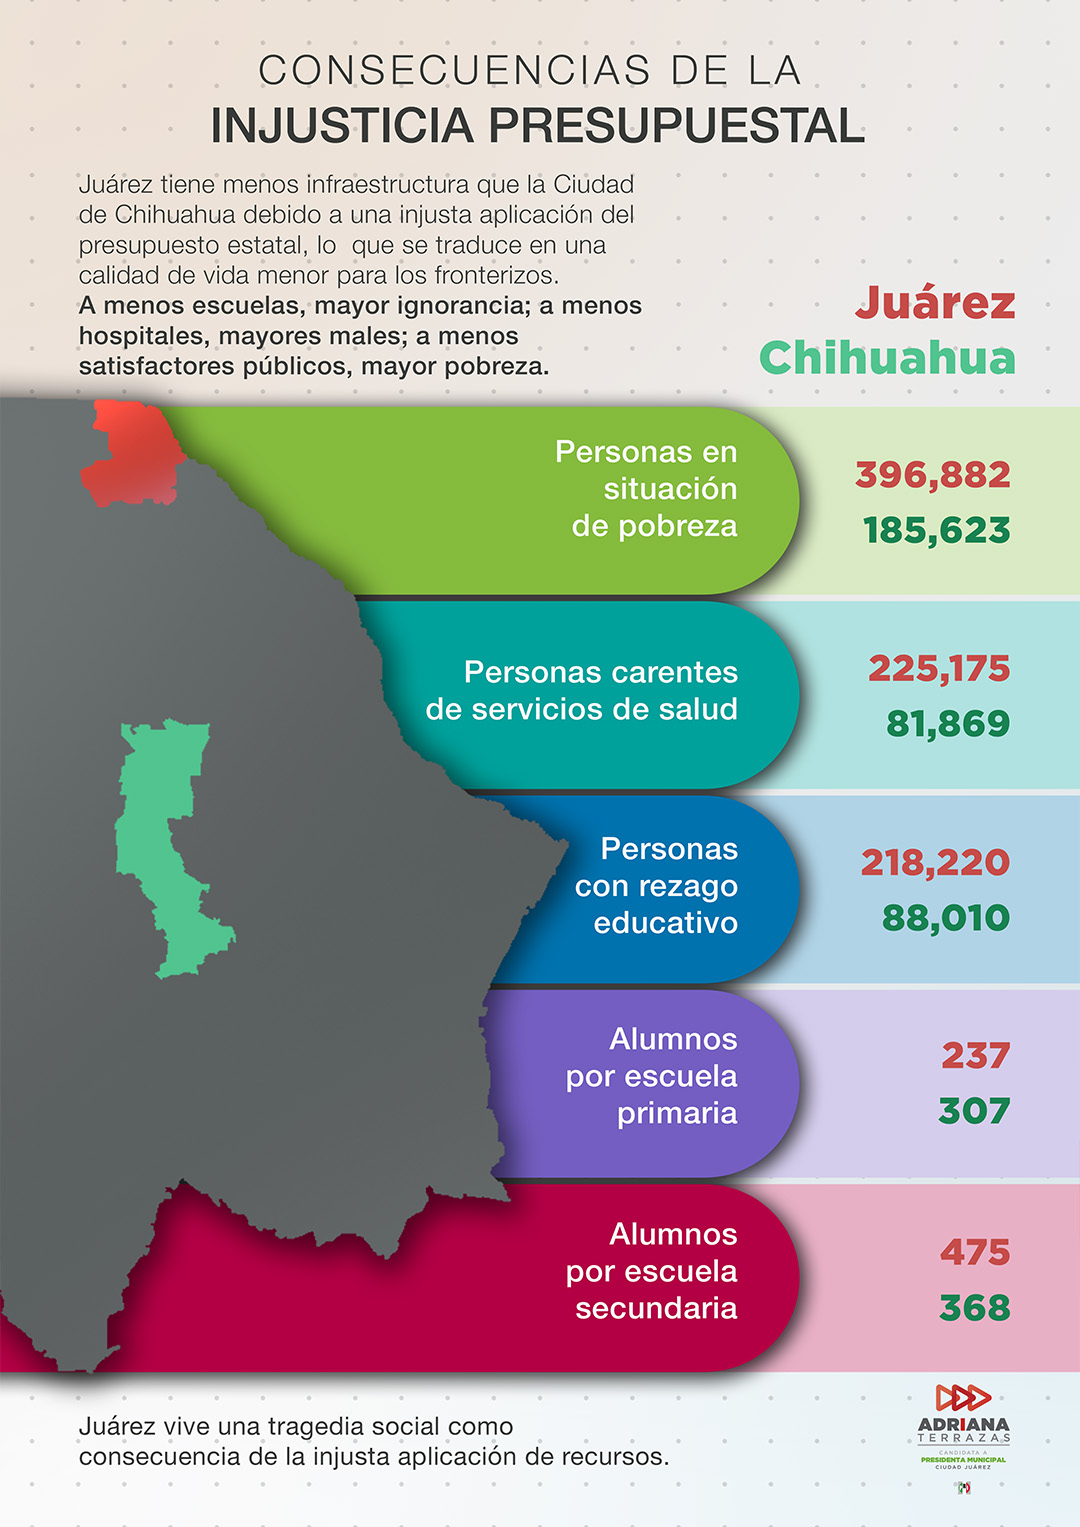 CONSECUENCIAS DE LA
INJUSTICIA PRESUPUESTAL
Juárez tiene menos infraestructura que la Ciudad
de Chihuahua debido a una injusta aplicación del
presupuesto estatal, lo que se traduce en una
calidad de vida menor para los fronterizos.
A menos escuelas, mayor ignorancia; a menos
hospitales, mayores males; a menos
satisfactores públicos, mayor pobreza.
Juárez
Chihuahua
Personas en
situación
de pobreza
396,882
185,623
Personas carentes
de servicios de salud
225,175
81,869
Personas
con rezago
educativo
218,220
88,010
Alumnos
por escuela
primaria
237
307
Alumnos
por escuela
secundaria
475
368
Juárez vive una tragedia social como
consecuencia de la injusta aplicación de recursos.
ADRIANA
TERRAZAS
CANDIDATA A
PRESIDENTA MUNICIPAL
CIUDAD JUÁREZ
PRI